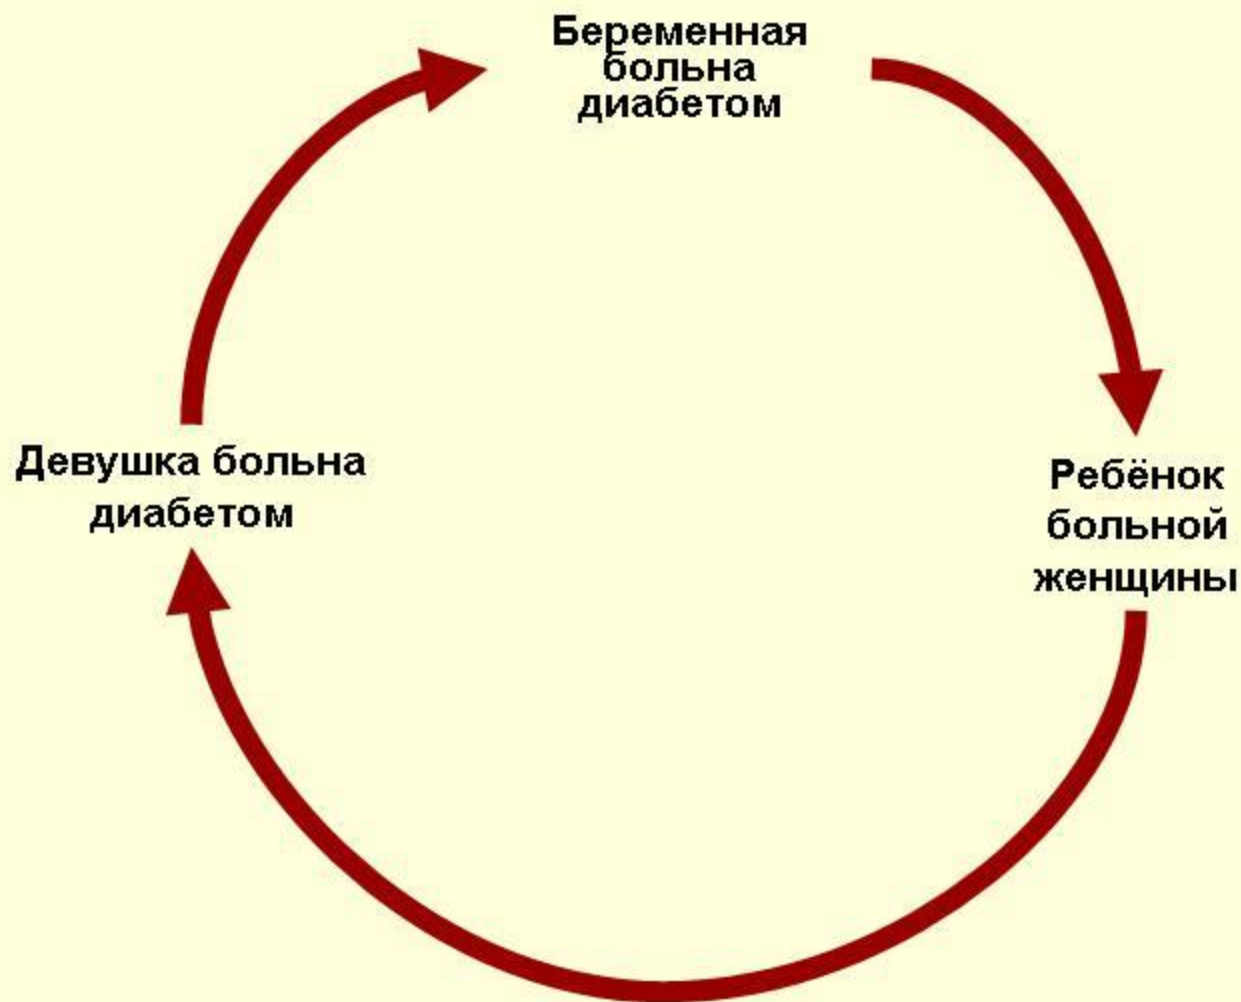 Беременная
больна
диабетом
Девушка больна
диабетом
Ребёнок
больной
женщины